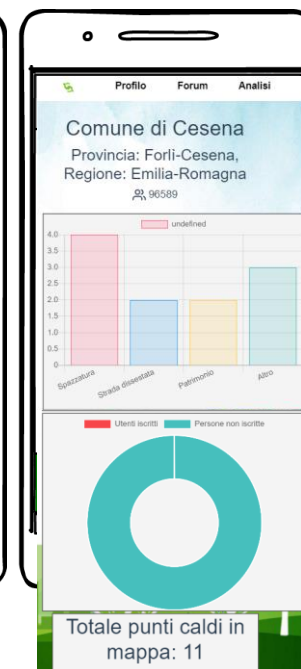 Profilo Forum Analisi
Comune di Cesena
Provincia: Forli-Cesena,
Regione: Emilia-Romagna
96589
undefined
4.0
3.5
3.0
2.5
2.0
1.5
1.0
0.5
0
Spazzatura Strada dissestata Patrimonio Altro
Utenti iscritti Persone non iscritte
Totale punti caldi in
mappa: 11